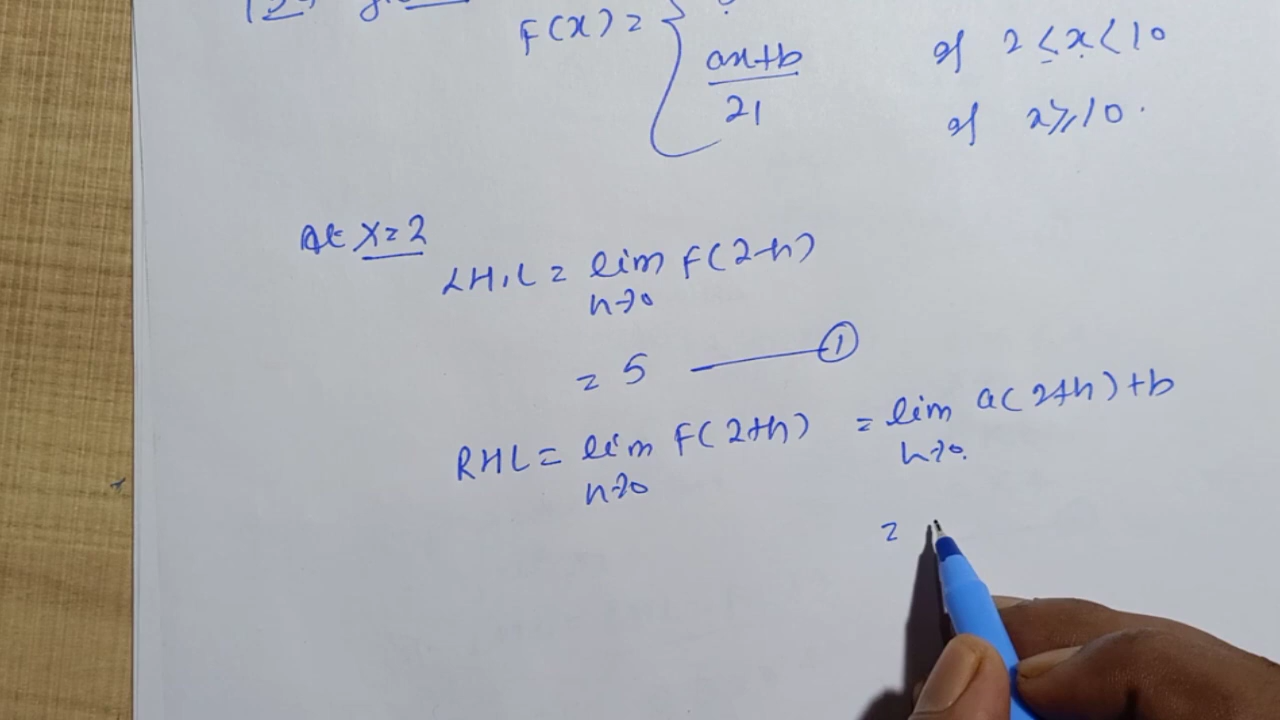 F(x) = {
ax+b if 2 < x < 10
21 if x ≥ 10.
At x=2
LHL = lim F(2-h)
h→0
= 5 ——— ①
RHL = lim F(2+h) = lim a(2+h)+b
h→0 h→0.
=